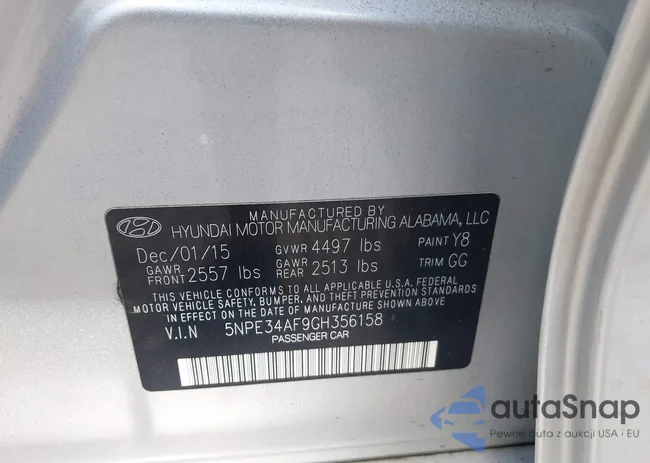 MANUFACTURED BY
HYUNDAI MOTOR MANUFACTURING ALABAMA, LLC
Dec/01/15 GVWR 4497 lbs PAINT Y8
GAWR FRONT 2557 lbs GAWR REAR 2513 lbs TRIM GG
THIS VEHICLE CONFORMS TO ALL APPLICABLE U.S.A. FEDERAL
MOTOR VEHICLE SAFETY, BUMPER, AND THEFT PREVENTION STANDARDS
IN EFFECT ON THE DATE OF MANUFACTURE SHOWN ABOVE.
V.I.N 5NPE34AF9GH356158
PASSENGER CAR
autaSnap
Pewne auta z aukcji USA i EU